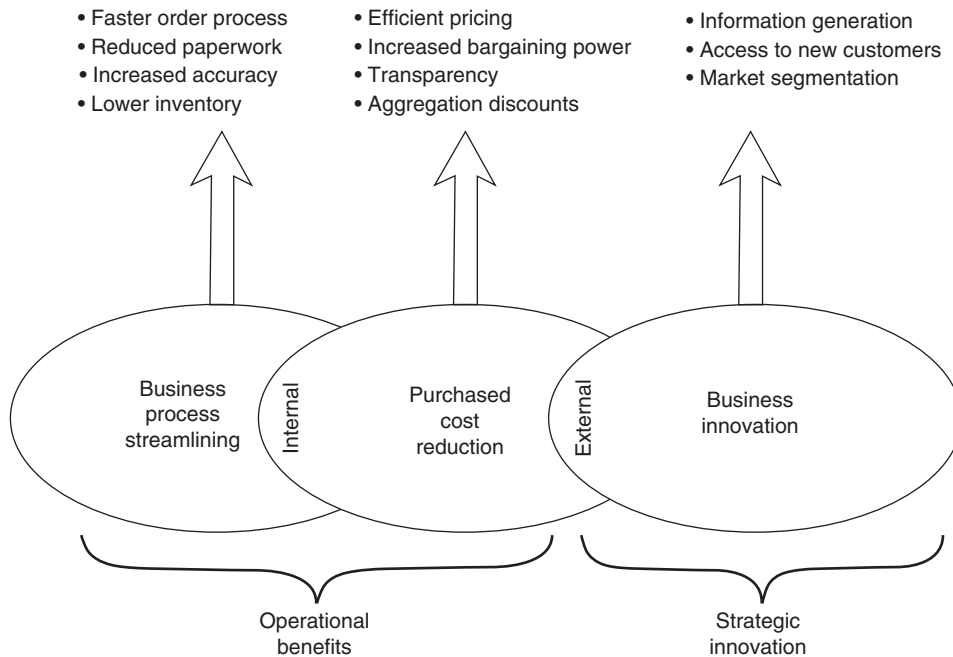 • Faster order process
• Reduced paperwork
• Increased accuracy
• Lower inventory
• Efficient pricing
• Increased bargaining power
• Transparency
• Aggregation discounts
• Information generation
• Access to new customers
• Market segmentation
Business
process
streamlining
Internal
Purchased
cost
reduction
External
Business
innovation
Operational
benefits
Strategic
innovation